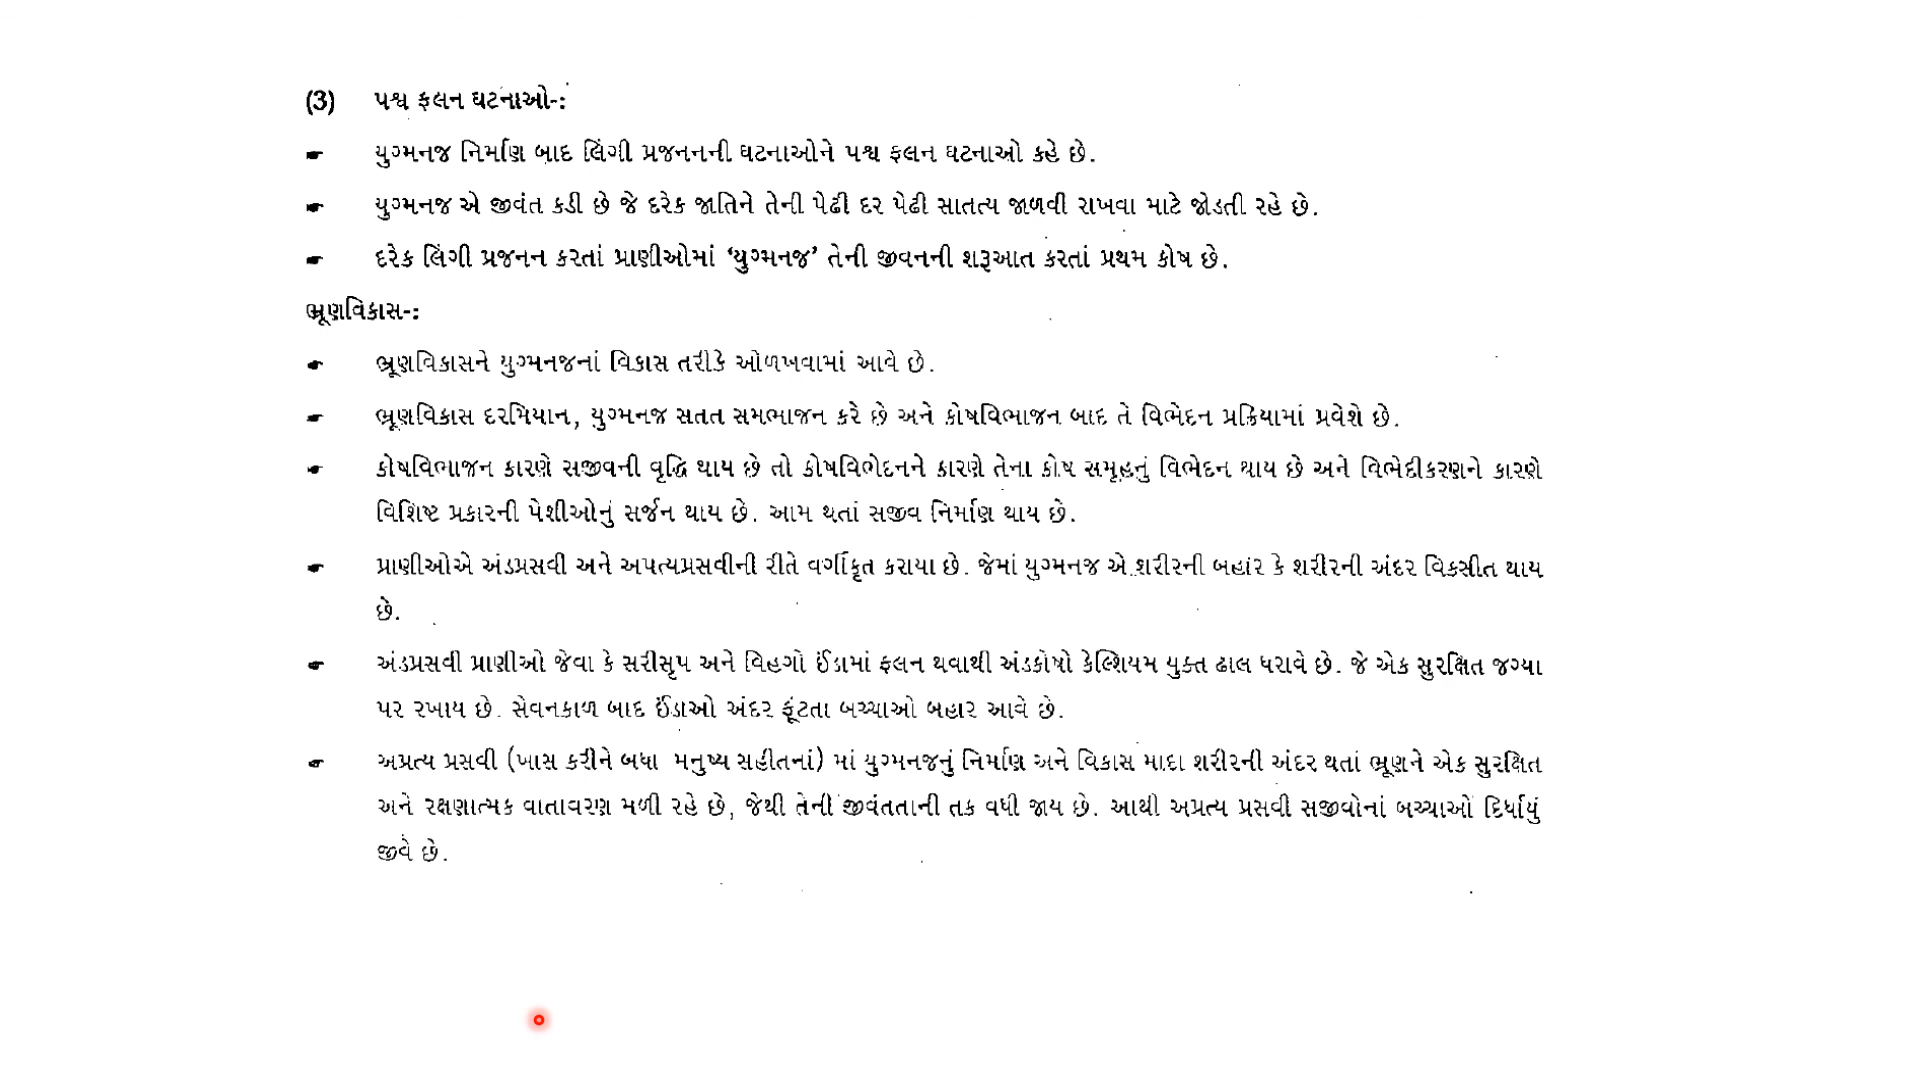 (3) પશ્વ ફલન ઘટનાઓ-:
યુગ્મનજ નિર્માણ બાદ લિંગી પ્રજનનની ઘટનાઓને પશ્વ ફલન ઘટનાઓ કહે છે.
યુગ્મનજ એ જીવંત કડી છે જે દરેક જાતિને તેની પેઢી દર પેઢી સાતત્ય જાળવી રાખવા માટે જોડતી રહે છે.
દરેક લિંગી પ્રજનન કરતાં પ્રાણીઓમાં ‘યુગ્મનજ’ તેની જીવનની શરૂઆત કરતાં પ્રથમ કોષ છે.
ભ્રૂણવિકાસ-:
ભ્રૂણવિકાસને યુગ્મનજનાં વિકાસ તરીકે ઓળખવામાં આવે છે.
ભ્રૂણવિકાસ દરમિયાન, યુગ્મનજ સતત સમભાજન કરે છે અને કોષવિભાજન બાદ તે વિભેદન પ્રક્રિયામાં પ્રવેશે છે.
કોષવિભાજન કારણે સજીવની વૃદ્ધિ થાય છે તો કોષવિભેદનને કારણે તેના કોષ સમૂહનું વિભેદન થાય છે અને વિભેદીકરણને કારણે
વિશિષ્ટ પ્રકારની પેશીઓનું સર્જન થાય છે. આમ થતાં સજીવ નિર્માણ થાય છે.
પ્રાણીઓએ અંડપ્રસવી અને અપત્યપ્રસવીની રીતે વર્ગીકૃત કરાયા છે. જેમાં યુગ્મનજ એ શરીરની બહાર કે શરીરની અંદર વિકસીત થાય
છે.
અંડપ્રસવી પ્રાણીઓ જેવા કે સરીસૃપ અને વિહગો ઈંડામાં ફલન થવાથી અંડકોષો કેલ્શિયમ યુક્ત ઢાલ ધરાવે છે. જે એક સુરક્ષિત જગ્યા
પર રખાય છે. સેવનકાળ બાદ ઈંડાઓ અંદર ફૂંટતા બચ્ચાઓ બહાર આવે છે.
અપ્રત્ય પ્રસવી (ખાસ કરીને બધા મનુષ્ય સહીતનાં) માં યુગ્મનજનું નિર્માણ અને વિકાસ માદા શરીરની અંદર થતાં ભ્રૂણને એક સુરક્ષિત
અને રક્ષણાત્મક વાતાવરણ મળી રહે છે, જેથી તેની જીવંતતાની તક વધી જાય છે. આથી અપ્રત્ય પ્રસવી સજીવોનાં બચ્ચાઓ દિર્ધાયું
જીવે છે.